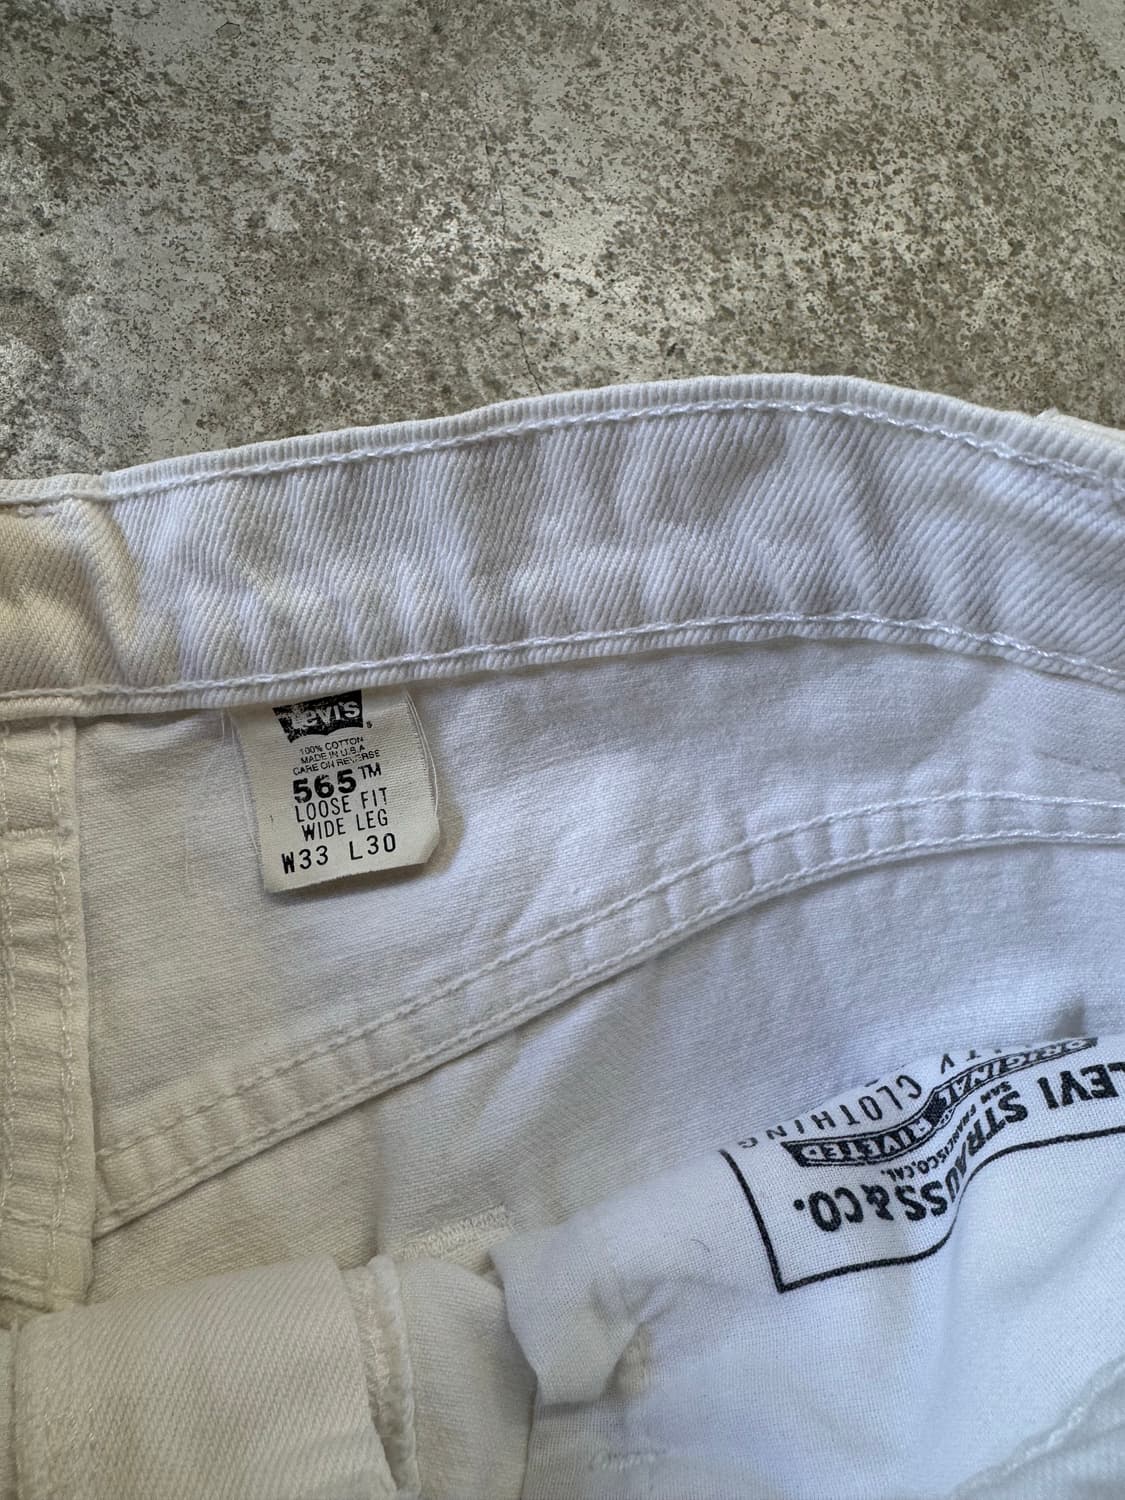 Levi's
100% COTTON
MADE IN U.S.A
CARE ON REVERSE
565™
LOOSE FIT
WIDE LEG
W33 L30
LEVI STRAUSS & CO.
SAN FRANCISCO, CAL.
ORIGINAL RIVETED
CLOTHING